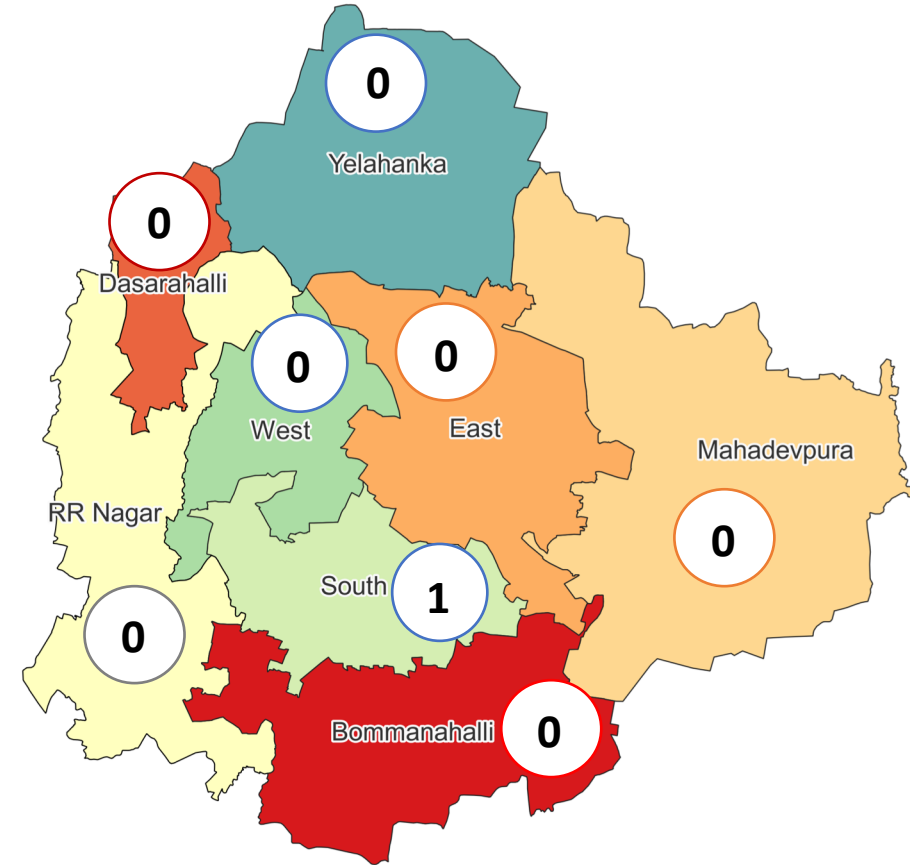 0
Yelahanka
0
Dasarahalli
0
West
0
East
Mahadevpura
0
RR Nagar
0
South
1
Bommanahalli
0